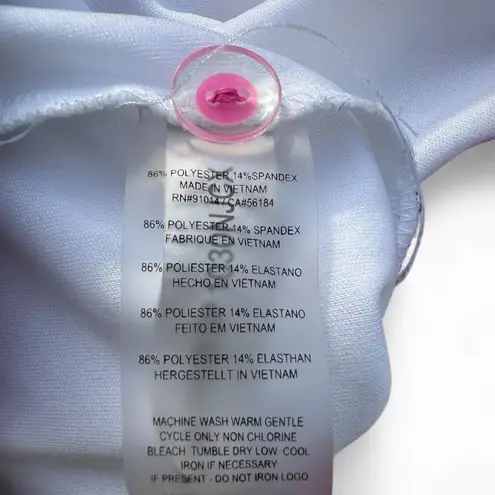 86% POLYESTER 14%SPANDEX
MADE IN VIETNAM
RN#91014 / CA#56184
86% POLYESTER 14% SPANDEX
FABRIQUÉ EN VIETNAM
86% POLIESTER 14% ELASTANO
HECHO EN VIETNAM
86% POLIESTER 14% ELASTANO
FEITO EM VIETNAM
86% POLYESTER 14% ELASTHAN
HERGESTELLT IN VIETNAM
MACHINE WASH WARM GENTLE
CYCLE ONLY NON CHLORINE
BLEACH TUMBLE DRY LOW COOL
IRON IF NECESSARY
IF PRESENT - DO NOT IRON LOGO